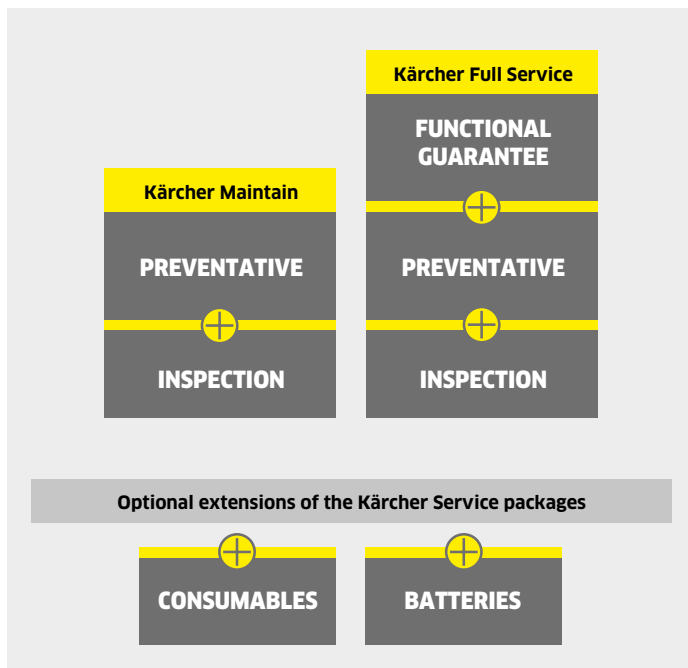 Kärcher Maintain
PREVENTATIVE
INSPECTION
Kärcher Full Service
FUNCTIONAL
GUARANTEE
PREVENTATIVE
INSPECTION
Optional extensions of the Kärcher Service packages
CONSUMABLES
BATTERIES